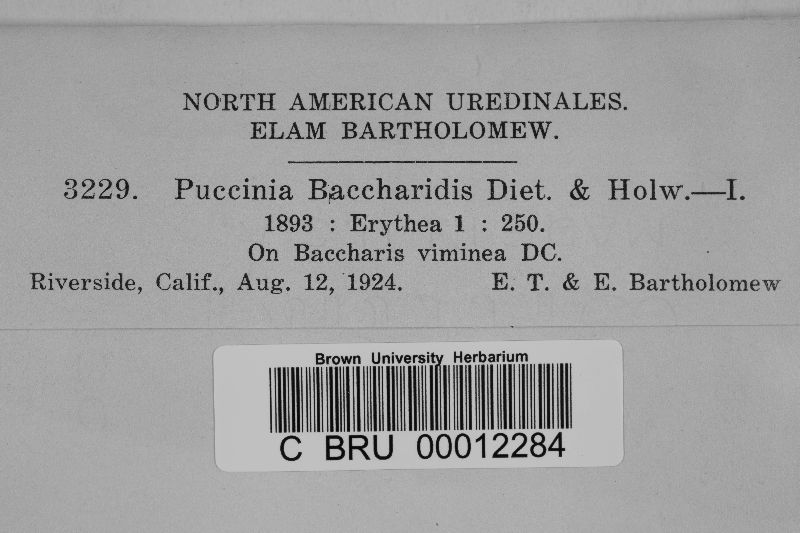 NORTH AMERICAN UREDINALES.
ELAM BARTHOLOMEW.
3229. Puccinia Baccharidis Diet. & Holw.—I.
1893 : Erythea 1 : 250.
On Baccharis viminea DC.
Riverside, Calif., Aug. 12, 1924. E. T. & E. Bartholomew
Brown University Herbarium
C BRU 00012284